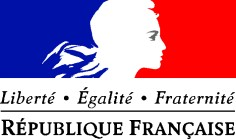 Liberté • Égalité • Fraternité
RÉPUBLIQUE FRANÇAISE